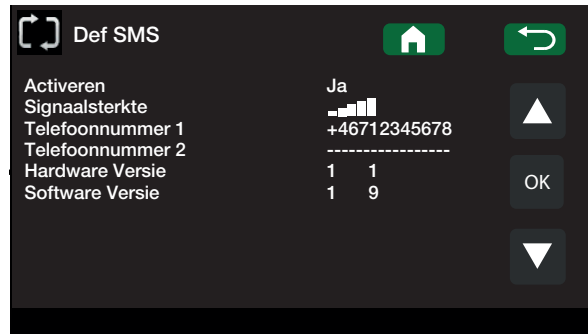 Def SMS
Activeren Ja
Signaalsterkte
Telefoonnummer 1 +46712345678
Telefoonnummer 2 -----------------
Hardware Versie 1 1
Software Versie 1 9
OK